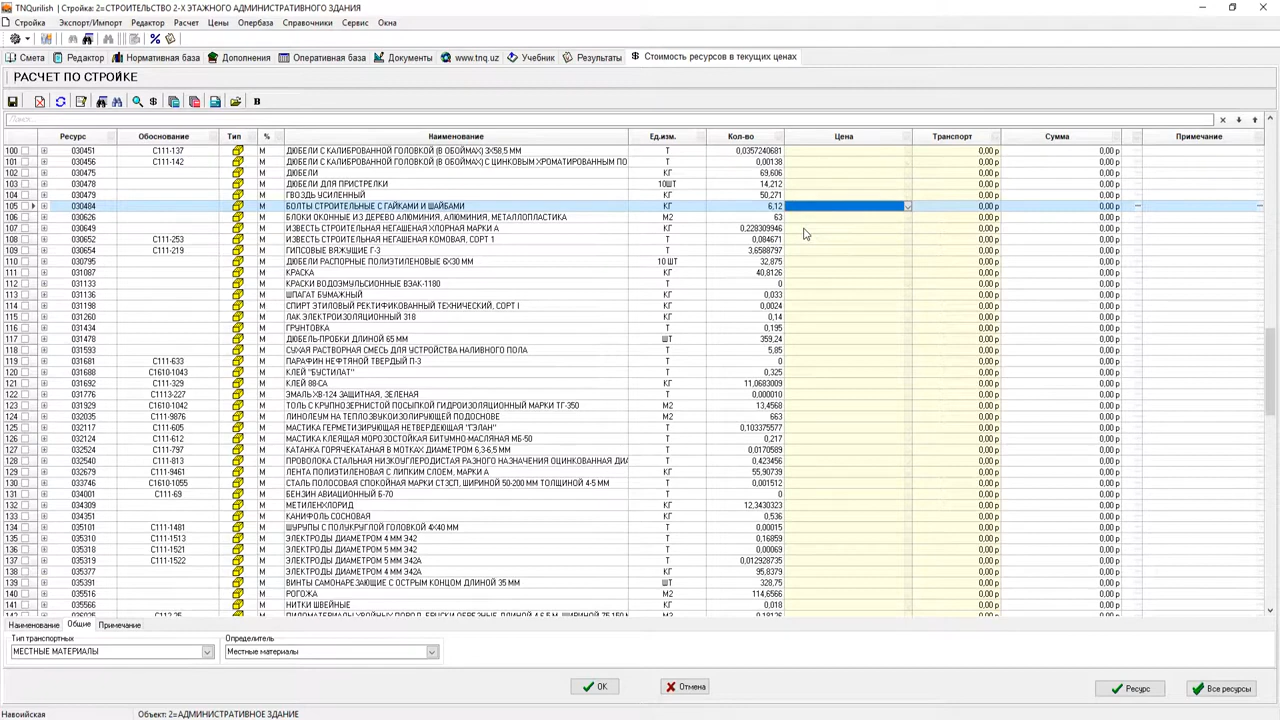 TNQurilish | Стройка: 2=СТРОИТЕЛЬСТВО 2-Х ЭТАЖНОГО АДМИНИСТРАТИВНОГО ЗДАНИЯ
Стройка Экспорт/Импорт Редактор Расчет Цены Опербаза Справочники Сервис Окна
Смета Редактор Нормативная база Дополнения Оперативная база Документы www.tnq.uz Учебник Результаты Стоимость ресурсов в текущих ценах
РАСЧЕТ ПО СТРОЙКЕ
Поиск...
Ресурс Обоснование Тип % Наименование Ед.изм. Кол-во Цена Транспорт Сумма Примечание
100 030451 С111-137 М ДЮБЕЛИ С КАЛИБРОВАННОЙ ГОЛОВКОЙ (В ОБОЙМАХ) 3X58,5 ММ Т 0,0357240681 0,00 р 0,00 р
101 030456 С111-142 М ДЮБЕЛИ С КАЛИБРОВАННОЙ ГОЛОВКОЙ (В ОБОЙМАХ) С ЦИНКОВЫМ ХРОМАТИРОВАННЫМ ПО Т 0,00138 0,00 р 0,00 р
102 030475 М ДЮБЕЛИ КГ 69,606 0,00 р 0,00 р
103 030478 М ДЮБЕЛИ ДЛЯ ПРИСТРЕЛКИ 10ШТ 14,212 0,00 р 0,00 р
104 030479 М ГВОЗДЬ УСИЛЕННЫЙ КГ 50,271 0,00 р 0,00 р
105 030484 М БОЛТЫ СТРОИТЕЛЬНЫЕ С ГАЙКАМИ И ШАЙБАМИ КГ 6,12 0,00 р 0,00 р
106 030626 М БЛОКИ ОКОННЫЕ ИЗ ДЕРЕВО АЛЮМИНИЯ, АЛЮМИНИЯ, МЕТАЛЛОПЛАСТИКА М2 63 0,00 р 0,00 р
107 030649 М ИЗВЕСТЬ СТРОИТЕЛЬНАЯ НЕГАШЕНАЯ ХЛОРНАЯ МАРКИ А КГ 0,228309946 0,00 р 0,00 р
108 030652 С111-253 М ИЗВЕСТЬ СТРОИТЕЛЬНАЯ НЕГАШЕНАЯ КОМОВАЯ, СОРТ 1 Т 0,084671 0,00 р 0,00 р
109 030654 С111-219 М ГИПСОВЫЕ ВЯЖУЩИЕ Г-3 Т 3,6588797 0,00 р 0,00 р
110 030795 М ДЮБЕЛИ РАСПОРНЫЕ ПОЛИЭТИЛЕНОВЫЕ 6X30 ММ 10 ШТ 32,875 0,00 р 0,00 р
111 031087 М КРАСКА КГ 40,8126 0,00 р 0,00 р
112 031133 М КРАСКИ ВОДОЭМУЛЬСИОННЫЕ ВЭАК-1180 Т 0 0,00 р 0,00 р
113 031136 М ШПАГАТ БУМАЖНЫЙ КГ 0,033 0,00 р 0,00 р
114 031198 М СПИРТ ЭТИЛОВЫЙ РЕКТИФИКОВАННЫЙ ТЕХНИЧЕСКИЙ, СОРТ I КГ 0,0024 0,00 р 0,00 р
115 031260 М ЛАК ЭЛЕКТРОИЗОЛЯЦИОННЫЙ 318 КГ 0,14 0,00 р 0,00 р
116 031434 М ГРУНТОВКА Т 0,195 0,00 р 0,00 р
117 031478 М ДЮБЕЛЬ-ПРОБКИ ДЛИНОЙ 65 ММ ШТ 359,24 0,00 р 0,00 р
118 031593 М СУХАЯ РАСТВОРНАЯ СМЕСЬ ДЛЯ УСТРОЙСТВА НАЛИВНОГО ПОЛА Т 5,85 0,00 р 0,00 р
119 031681 С111-633 М ПАРАФИН НЕФТЯНОЙ ТВЕРДЫЙ П-3 Т 0 0,00 р 0,00 р
120 031688 С1610-1043 М КЛЕЙ "БУСТИЛАТ" Т 0,325 0,00 р 0,00 р
121 031692 С111-329 М КЛЕЙ 88-СА КГ 11,0683009 0,00 р 0,00 р
122 031776 С1113-227 М ЭМАЛЬ ХВ-124 ЗАЩИТНАЯ, ЗЕЛЕНАЯ Т 0,000010 0,00 р 0,00 р
123 031929 С1610-1042 М ТОЛЬ С КРУПНОЗЕРНИСТОЙ ПОСЫПКОЙ ГИДРОИЗОЛЯЦИОННЫЙ МАРКИ ТГ-350 М2 13,4568 0,00 р 0,00 р
124 032035 С111-9876 М ЛИНОЛЕУМ НА ТЕПЛОЗВУКОИЗОЛИРУЮЩЕЙ ПОДОСНОВЕ М2 663 0,00 р 0,00 р
125 032117 С111-605 М МАСТИКА ГЕРМЕТИЗИРУЮЩАЯ НЕТВЕРДЕЮЩАЯ "ГЭЛАН" Т 0,103375577 0,00 р 0,00 р
126 032124 С111-612 М МАСТИКА КЛЕЯЩАЯ МОРОЗОСТОЙКАЯ БИТУМНО-МАСЛЯНАЯ МБ-50 Т 0,217 0,00 р 0,00 р
127 032524 С111-797 М КАТАНКА ГОРЯЧЕКАТАНАЯ В МОТКАХ ДИАМЕТРОМ 6,3-6,5 ММ Т 0,0170589 0,00 р 0,00 р
128 032540 С111-813 М ПРОВОЛОКА СТАЛЬНАЯ НИЗКОУГЛЕРОДИСТАЯ РАЗНОГО НАЗНАЧЕНИЯ ОЦИНКОВАННАЯ ДИА Т 0,423456 0,00 р 0,00 р
129 032679 С111-9461 М ЛЕНТА ПОЛИЭТИЛЕНОВАЯ С ЛИПКИМ СЛОЕМ, МАРКИ А КГ 55,90739 0,00 р 0,00 р
130 033746 С1610-1055 М СТАЛЬ ПОЛОСОВАЯ СПОКОЙНАЯ МАРКИ СТ3СП, ШИРИНОЙ 50-200 ММ ТОЛЩИНОЙ 4-5 ММ Т 0,001512 0,00 р 0,00 р
131 034001 С111-69 М БЕНЗИН АВИАЦИОННЫЙ Б-70 Т 0 0,00 р 0,00 р
132 034309 М МЕТИЛЕНХЛОРИД КГ 12,3430323 0,00 р 0,00 р
133 034351 М КАНИФОЛЬ СОСНОВАЯ КГ 0,536 0,00 р 0,00 р
134 035101 С111-1481 М ШУРУПЫ С ПОЛУКРУГЛОЙ ГОЛОВКОЙ 4X40 ММ Т 0,00015 0,00 р 0,00 р
135 035310 С111-1513 М ЭЛЕКТРОДЫ ДИАМЕТРОМ 4 ММ Э42 Т 0,16859 0,00 р 0,00 р
136 035318 С111-1521 М ЭЛЕКТРОДЫ ДИАМЕТРОМ 5 ММ Э42 Т 0,00069 0,00 р 0,00 р
137 035319 С111-1522 М ЭЛЕКТРОДЫ ДИАМЕТРОМ 5 ММ Э42А Т 0,012928735 0,00 р 0,00 р
138 035377 М ЭЛЕКТРОДЫ ДИАМЕТРОМ 4 ММ Э42А КГ 95,8379 0,00 р 0,00 р
139 035391 М ВИНТЫ САМОНАРЕЗАЮЩИЕ С ОСТРЫМ КОНЦОМ ДЛИНОЙ 35 ММ ШТ 328,75 0,00 р 0,00 р
140 035516 М РОГОЖА М2 114,6566 0,00 р 0,00 р
141 035566 М НИТКИ ШВЕЙНЫЕ КГ 0,018 0,00 р 0,00 р
Наименование Общие Примечание
Тип транспортных Определитель
МЕСТНЫЕ МАТЕРИАЛЫ Местные материалы
ОК Отмена Ресурс Все ресурсы
Навоийская Объект: 2=АДМИНИСТРАТИВНОЕ ЗДАНИЕ